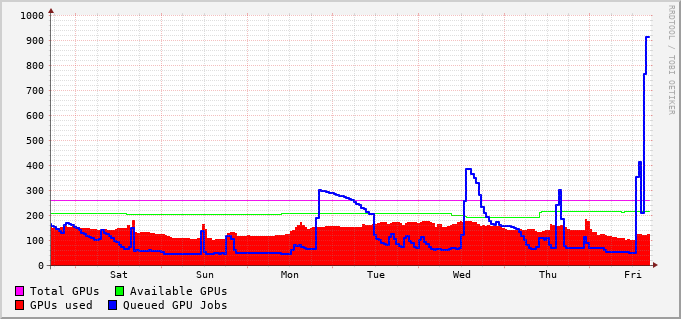 1000
900
800
700
600
500
400
300
200
100
0
Sat Sun Mon Tue Wed Thu Fri
Total GPUs Available GPUs
GPUs used Queued GPU Jobs
RRDTOOL / TOBI OETIKER